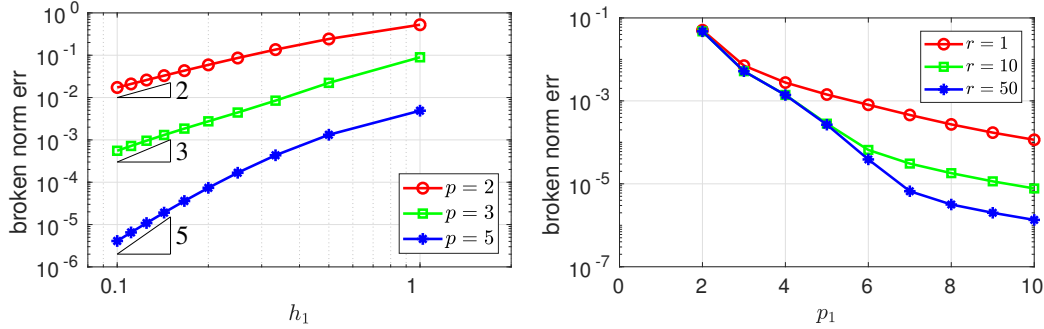 broken norm err
10^0
10^-1
10^-2
10^-3
10^-4
10^-5
10^-6
2
3
5
p = 2
p = 3
p = 5
0.1
1
h_1
broken norm err
10^-1
10^-3
10^-5
10^-7
r = 1
r = 10
r = 50
0
2
4
6
8
10
p_1